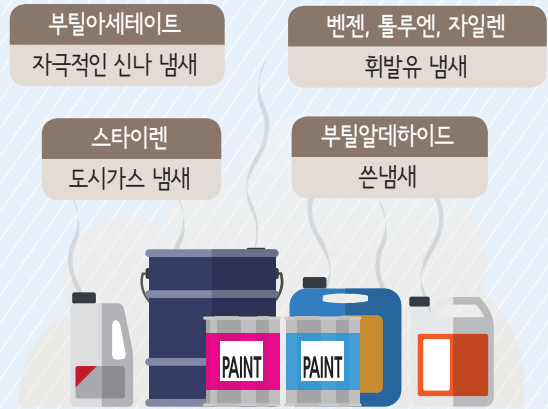 부틸아세테이트
자극적인 신나 냄새
벤젠, 톨루엔, 자일렌
휘발유 냄새
스타이렌
도시가스 냄새
부틸알데하이드
쓴냄새
PAINT
PAINT